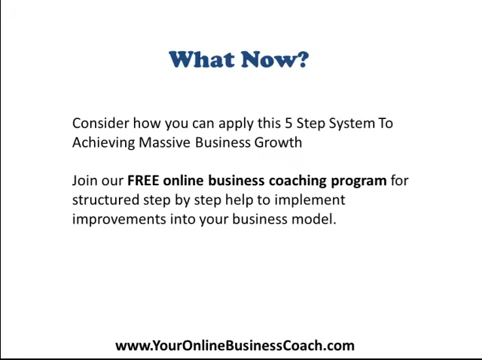 What Now?
Consider how you can apply this 5 Step System To
Achieving Massive Business Growth
Join our FREE online business coaching program for
structured step by step help to implement
improvements into your business model.
www.YourOnlineBusinessCoach.com